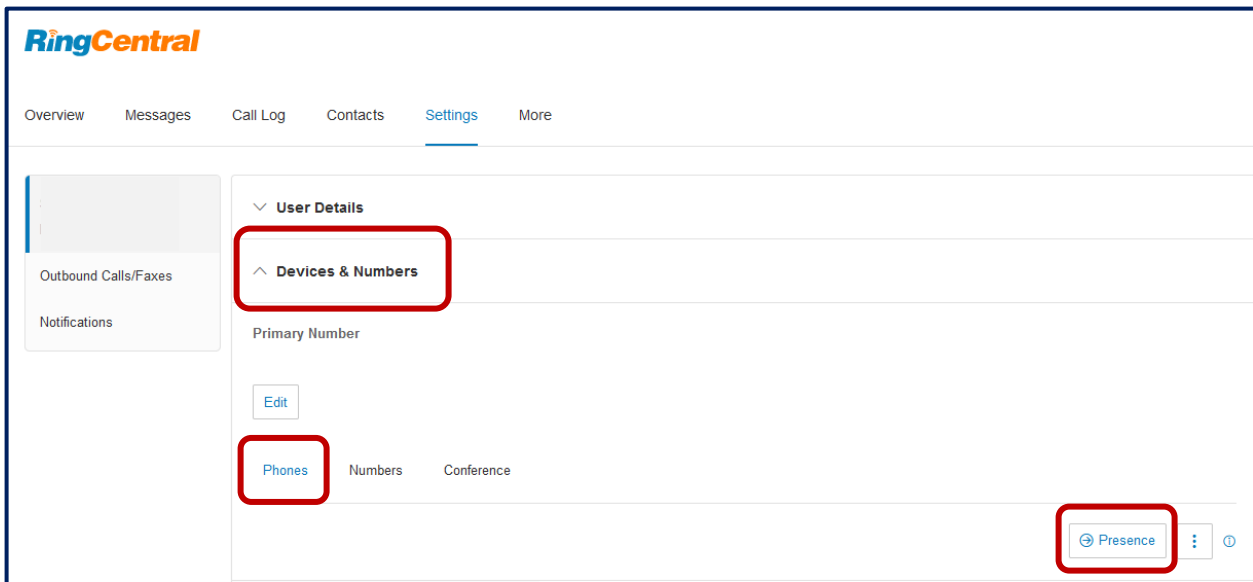 RingCentral
Overview Messages Call Log Contacts Settings More
User Details
Devices & Numbers
Outbound Calls/Faxes
Notifications
Primary Number
Edit
Phones Numbers Conference
Presence